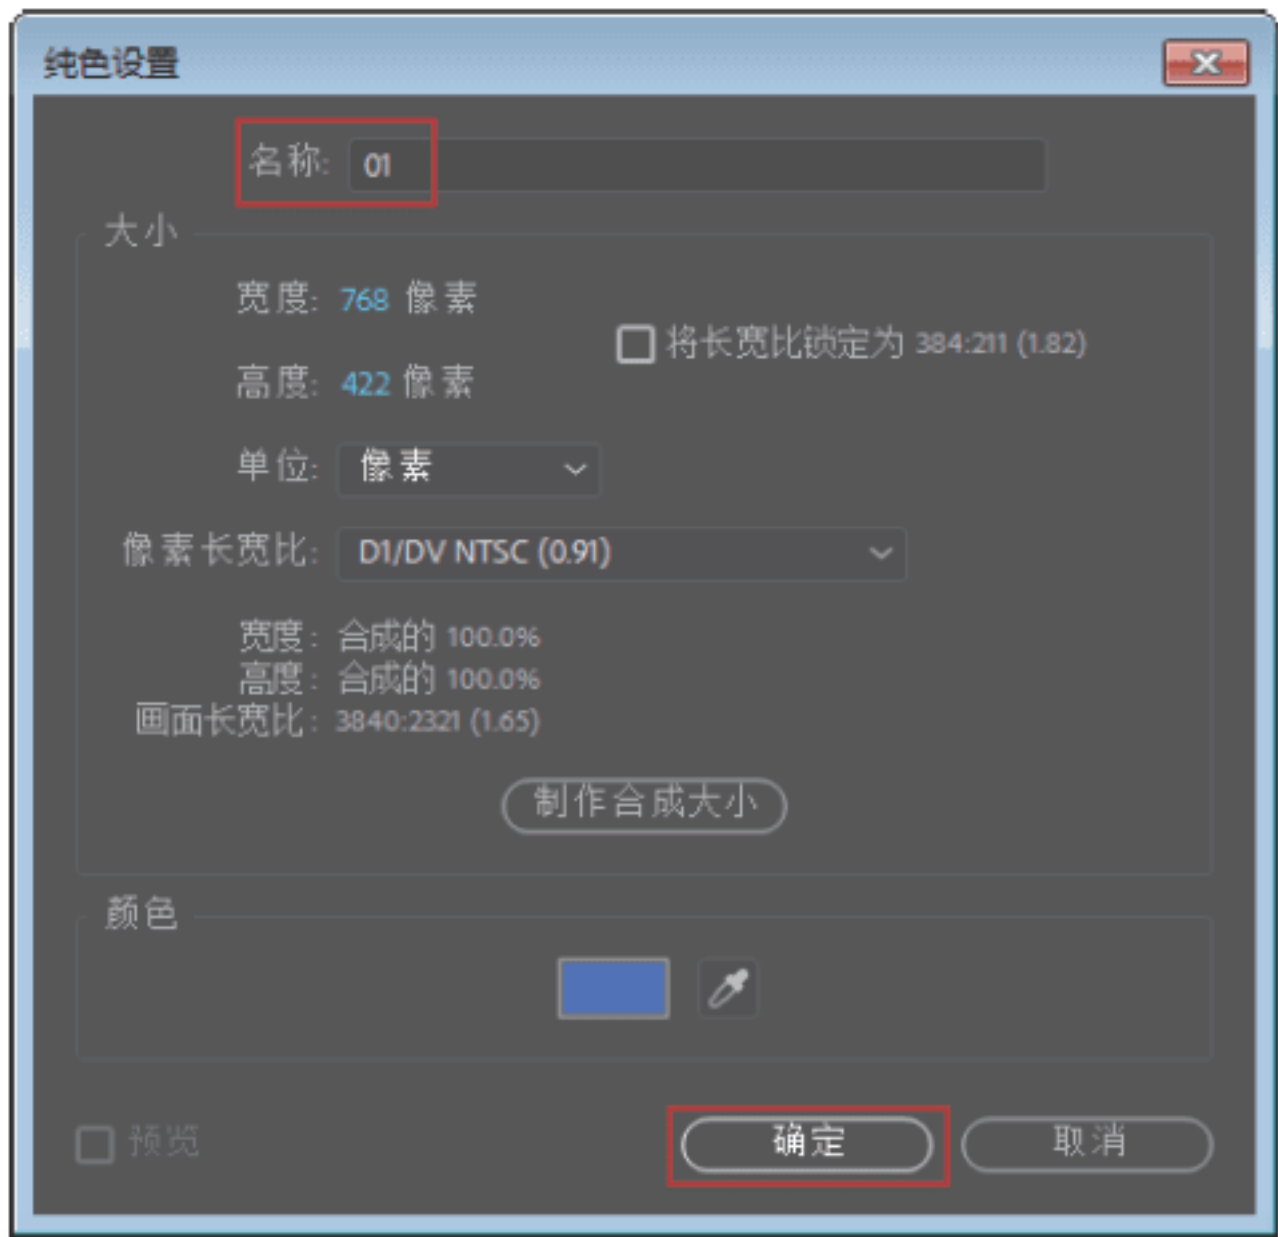 纯色设置
名称: 01
大小
宽度: 768 像素
将长宽比锁定为 384:211 (1.82)
高度: 422 像素
单位: 像素
像素长宽比: D1/DV NTSC (0.91)
宽度: 合成的 100.0%
高度: 合成的 100.0%
画面长宽比: 3840:2321 (1.65)
制作合成大小
颜色
预览
确定
取消